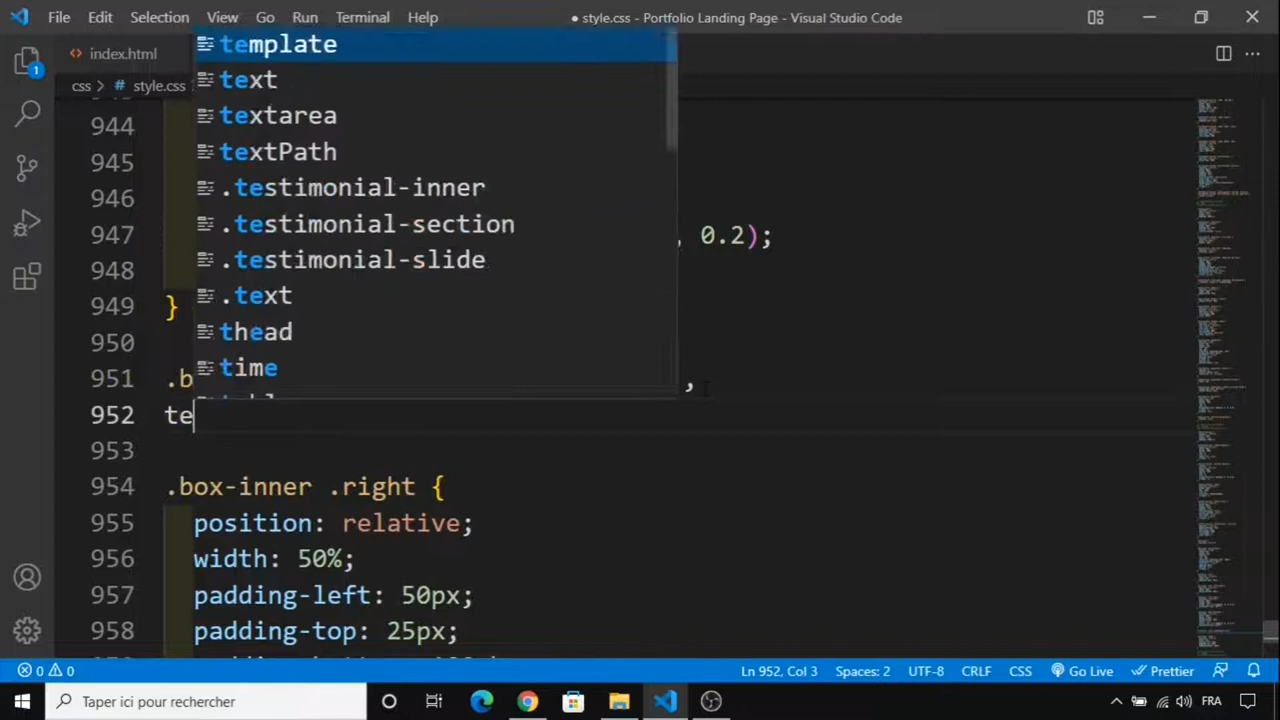 File Edit Selection View Go Run Terminal Help
● style.css - Portfolio Landing Page - Visual Studio Code
index.html
css > # style.css
template
text
textarea
textPath
.testimonial-inner
.testimonial-section
.testimonial-slide
.text
thead
time
944
945
946
947 , 0.2);
948
949 }
950
951 .b ,
952 te
953
954 .box-inner .right {
955 position: relative;
956 width: 50%;
957 padding-left: 50px;
958 padding-top: 25px;
1
0 0 Ln 952, Col 3 Spaces: 2 UTF-8 CRLF CSS Go Live Prettier
Taper ici pour rechercher
FRA